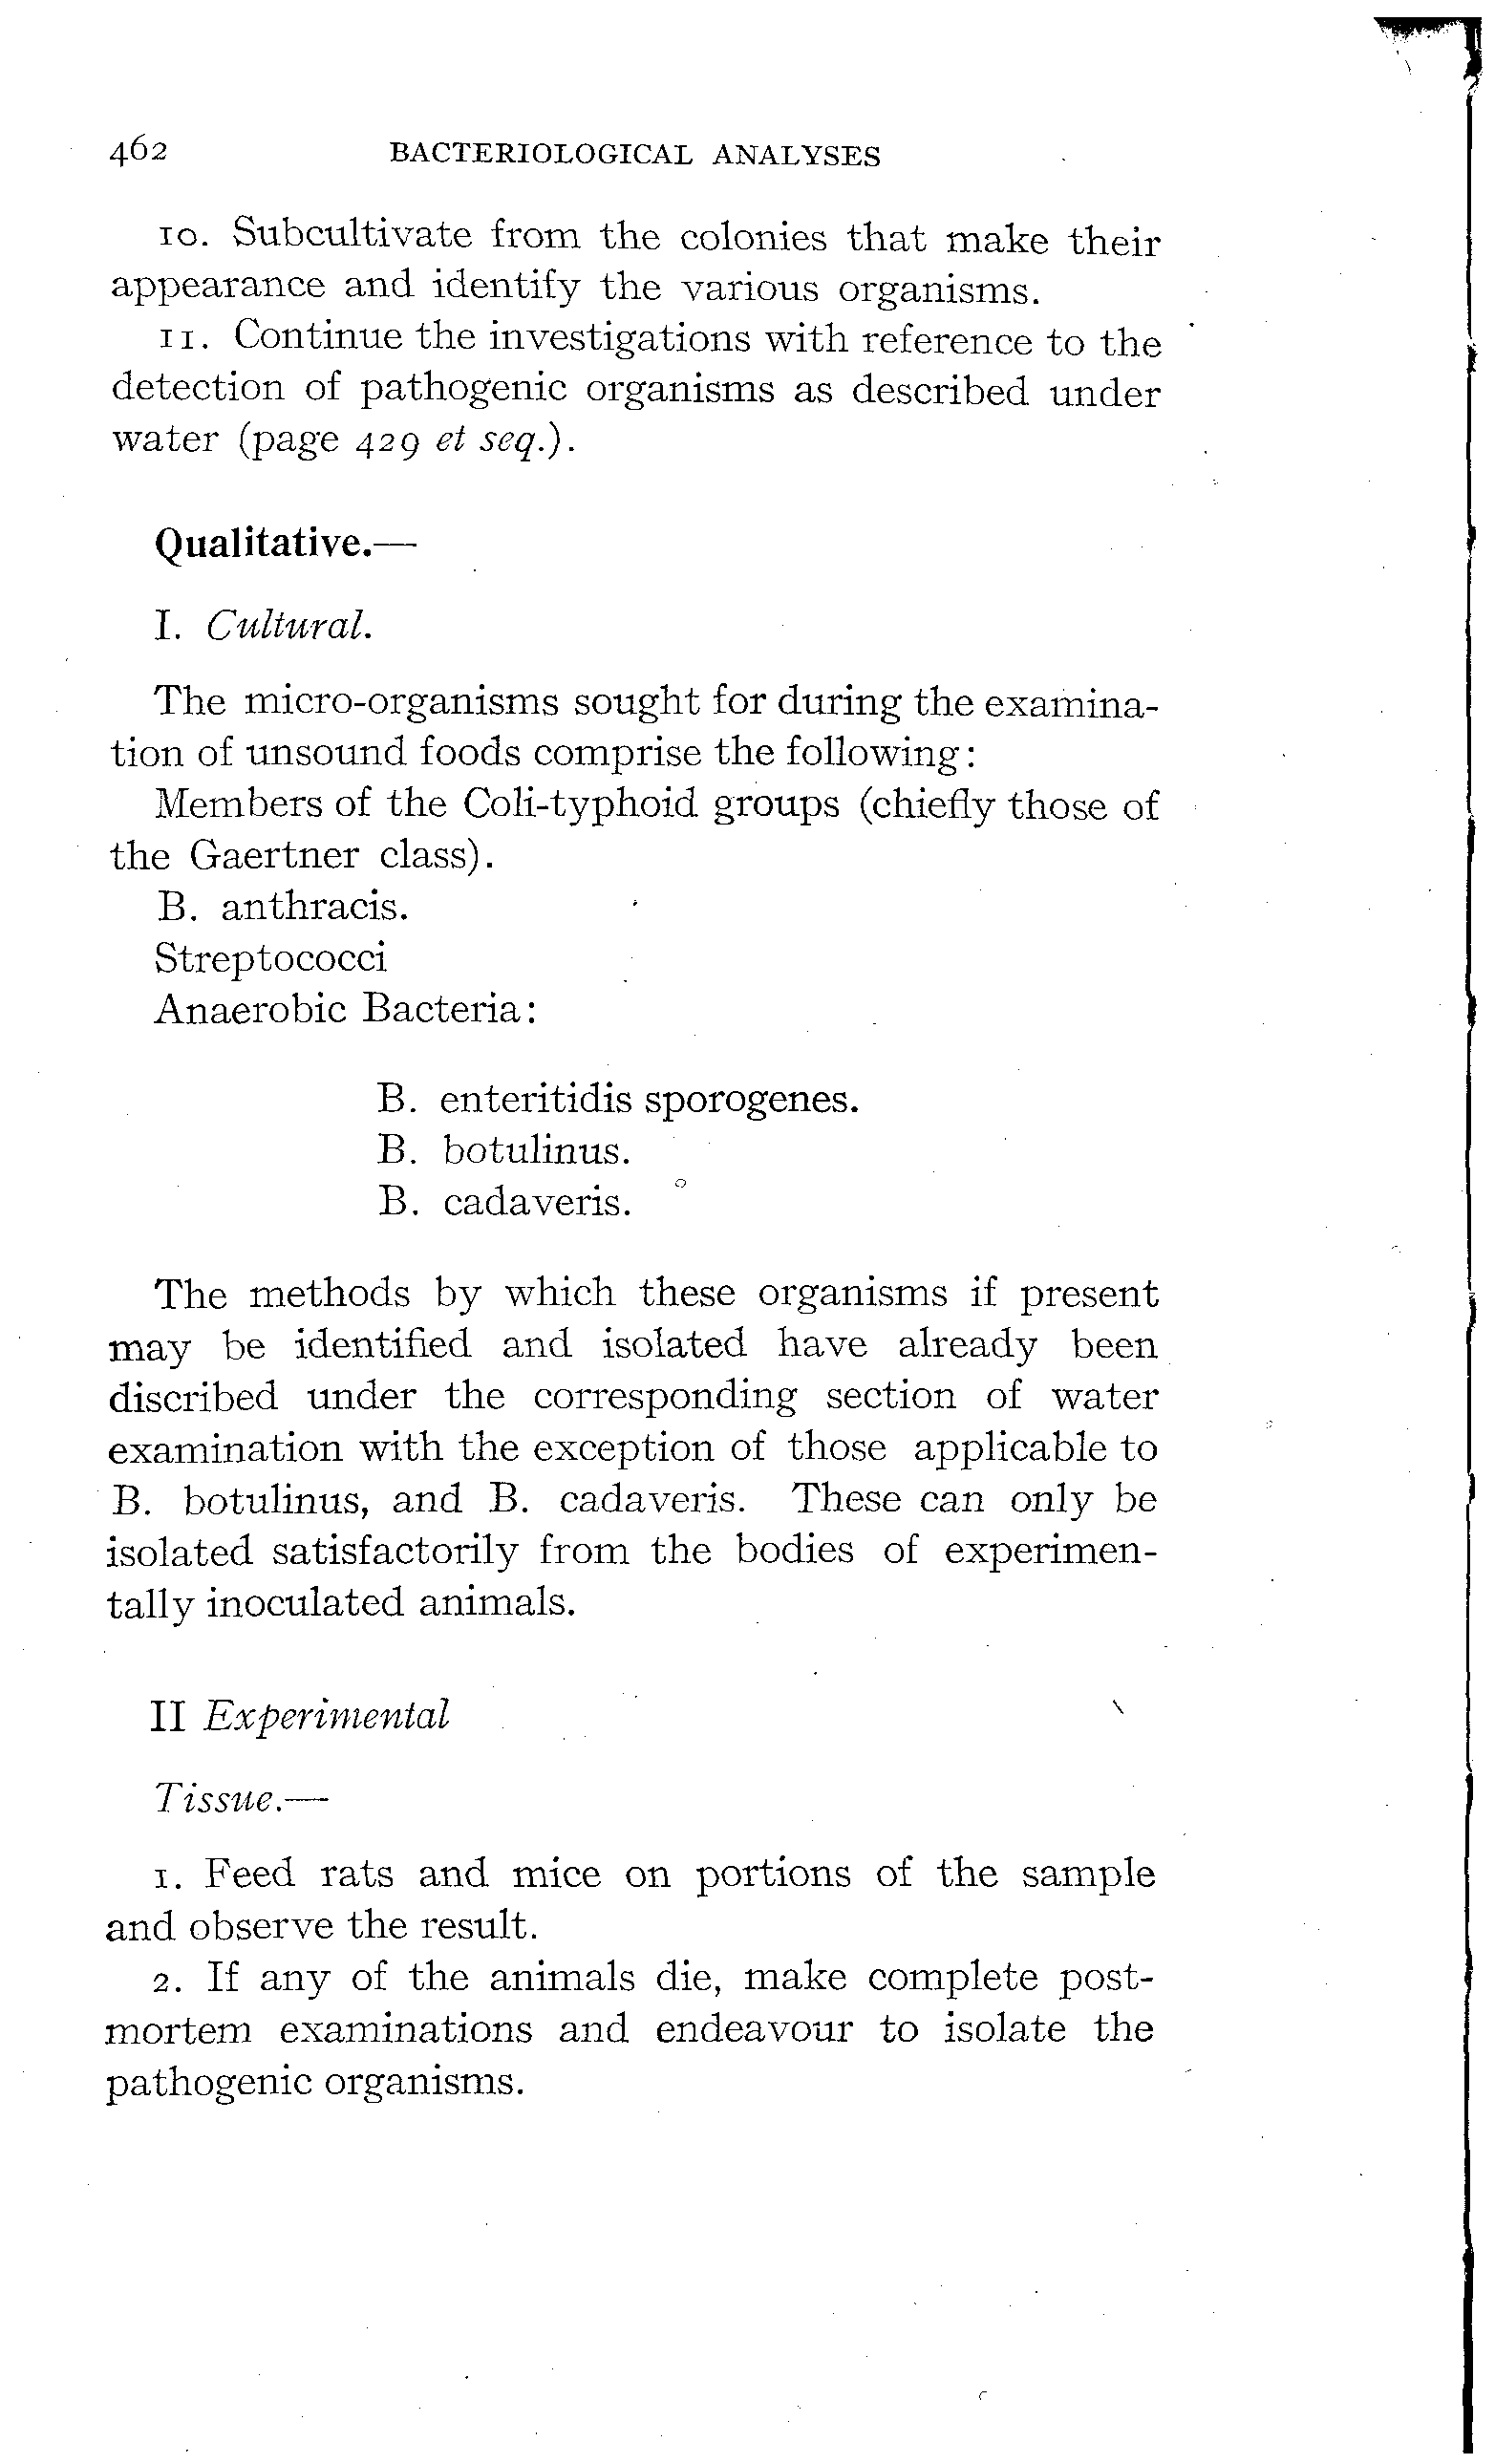 462 BACTERIOLOGICAL ANALYSES
10. Subcultivate from the colonies that make their
appearance and identify the various organisms.
11. Continue the investigations with reference to the
detection of pathogenic organisms as described under
water (page 429 et seq.).
Qualitative.—
I. Cultural.
The micro-organisms sought for during the examina-
tion of unsound foods comprise the following:
Members of the Coli-typhoid groups (chiefly those of
the Gaertner class).
B. anthracis.
Streptococci
Anaerobic Bacteria:
B. enteritidis sporogenes.
B. botulinus.
B. cadaveris.
The methods by which these organisms if present
may be identified and isolated have already been
discribed under the corresponding section of water
examination with the exception of those applicable to
B. botulinus, and B. cadaveris. These can only be
isolated satisfactorily from the bodies of experimen-
tally inoculated animals.
II Experimental
Tissue.—
1. Feed rats and mice on portions of the sample
and observe the result.
2. If any of the animals die, make complete post-
mortem examinations and endeavour to isolate the
pathogenic organisms.